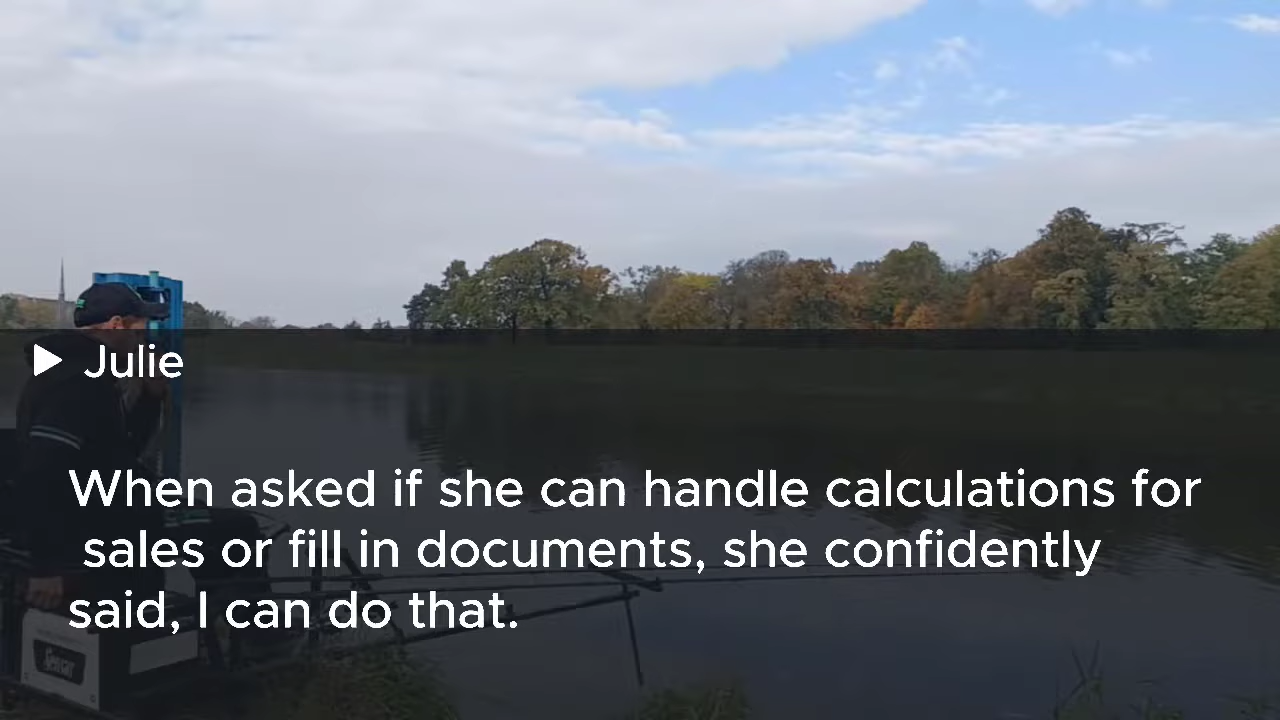 Julie
When asked if she can handle calculations for
sales or fill in documents, she confidently
said, I can do that.